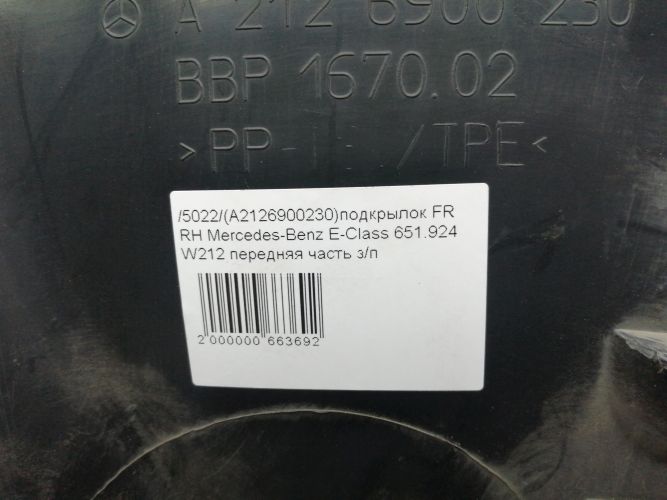 A 212 6900 230
BBP 1670.02
>PP- /TPE<
/5022/(A2126900230)подкрылок FR
RH Mercedes-Benz E-Class 651.924
W212 передняя часть з/п
2 000000 663692